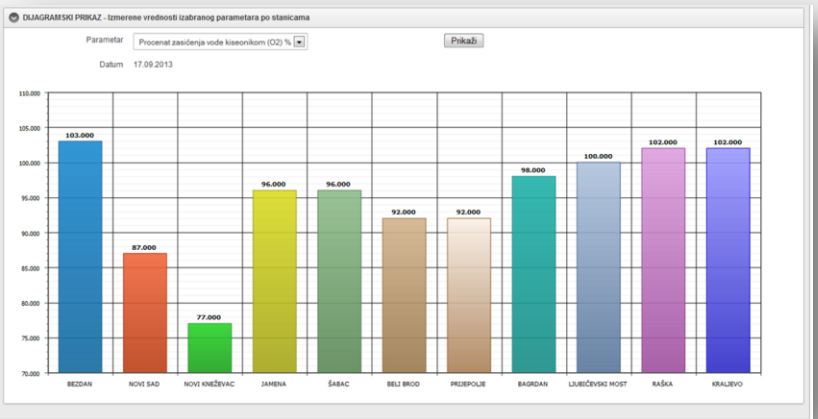 DIJAGRAMSKI PRIKAZ - Izmerene vrednosti izabranog parametara po stanicama
Parametar Procenat zasićenja vode kiseonikom (O2) % Prikaži
Datum 17.09.2013
110.000
105.000
100.000
95.000
90.000
85.000
80.000
75.000
70.000
103.000 87.000 77.000 96.000 96.000 92.000 92.000 98.000 100.000 102.000 102.000
BEZDAN NOVI SAD NOVI KNEŽEVAC JAMENA ŠABAC BELI BROD PRIJEPOLJE BAGRDAN LJUBIČEVSKI MOST RAŠKA KRALJEVO